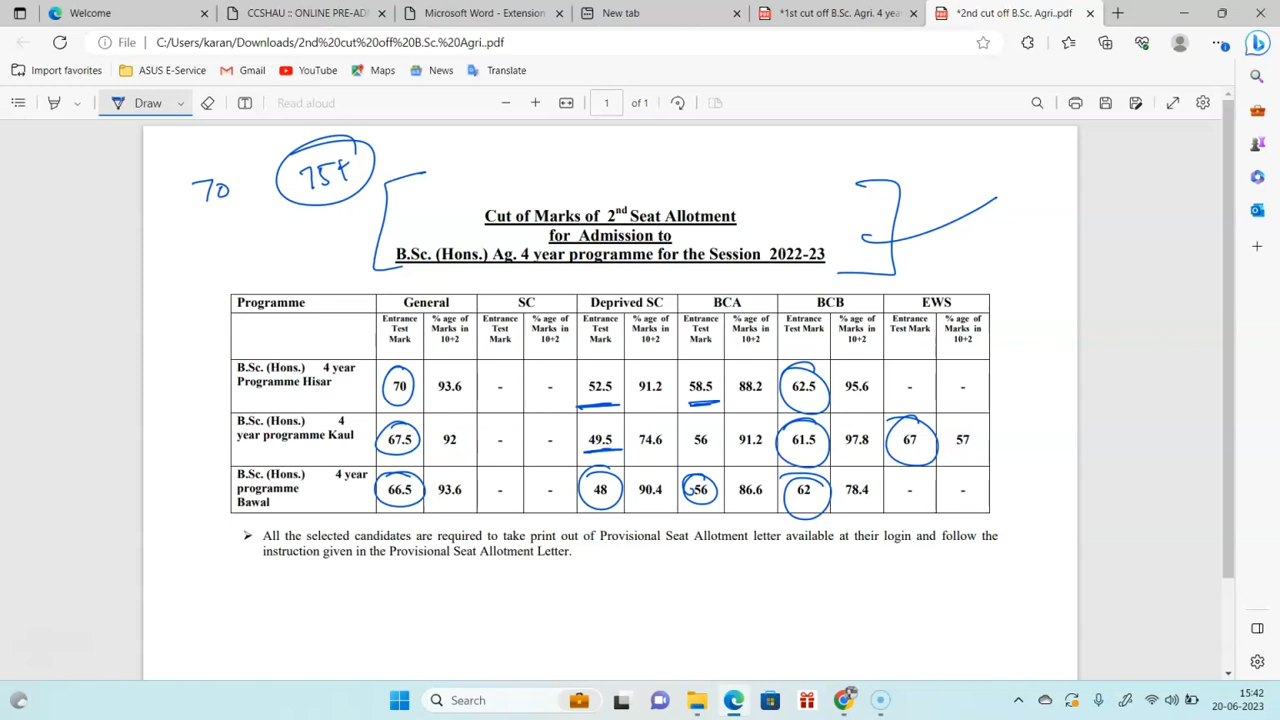 Welcome
CCSHAU :: ONLINE PRE-ADM
Microsoft Word - Extension
New tab
*1st cut off B.Sc. Agri. 4 year
*2nd cut off B.Sc. Agri..pdf
File
C:/Users/karan/Downloads/2nd%20cut%20off%20B.Sc.%20Agri..pdf
Import favorites
ASUS E-Service
Gmail
YouTube
Maps
News
Translate
Draw
Read aloud
1 of 1
70
75+
Cut of Marks of 2nd Seat Allotment
for Admission to
B.Sc. (Hons.) Ag. 4 year programme for the Session 2022-23
Programme General SC Deprived SC BCA BCB EWS
Entrance Test Mark % age of Marks in 10+2 Entrance Test Mark % age of Marks in 10+2 Entrance Test Mark % age of Marks in 10+2 Entrance Test Mark % age of Marks in 10+2 Entrance Test Mark % age of Marks in 10+2 Entrance Test Mark % age of Marks in 10+2
B.Sc. (Hons.) 4 year Programme Hisar 70 93.6 - - 52.5 91.2 58.5 88.2 62.5 95.6 - -
B.Sc. (Hons.) 4 year programme Kaul 67.5 92 - - 49.5 74.6 56 91.2 61.5 97.8 67 57
B.Sc. (Hons.) 4 year programme Bawal 66.5 93.6 - - 48 90.4 56 86.6 62 78.4 - -
➢ All the selected candidates are required to take print out of Provisional Seat Allotment letter available at their login and follow the
instruction given in the Provisional Seat Allotment Letter.
Search
15:42
20-06-2023